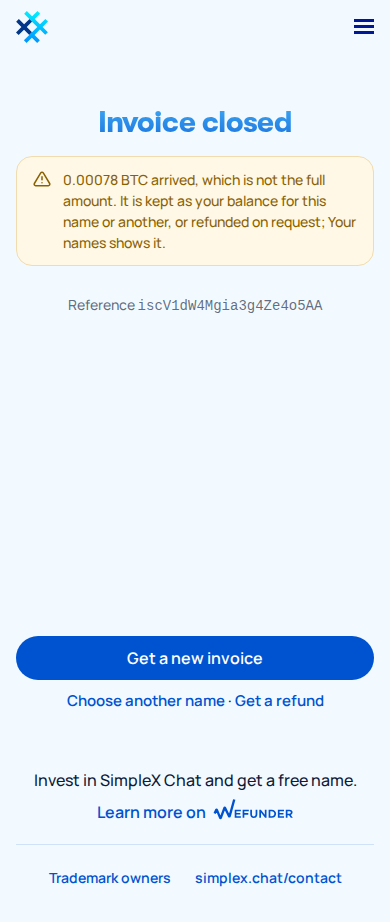 Invoice closed
0.00078 BTC arrived, which is not the full
amount. It is kept as your balance for this
name or another, or refunded on request; Your
names shows it.
Reference iscV1dW4Mgia3g4Ze4o5AA
Get a new invoice
Choose another name · Get a refund
Invest in SimpleX Chat and get a free name.
Learn more on WEFUNDER
Trademark owners simplex.chat/contact